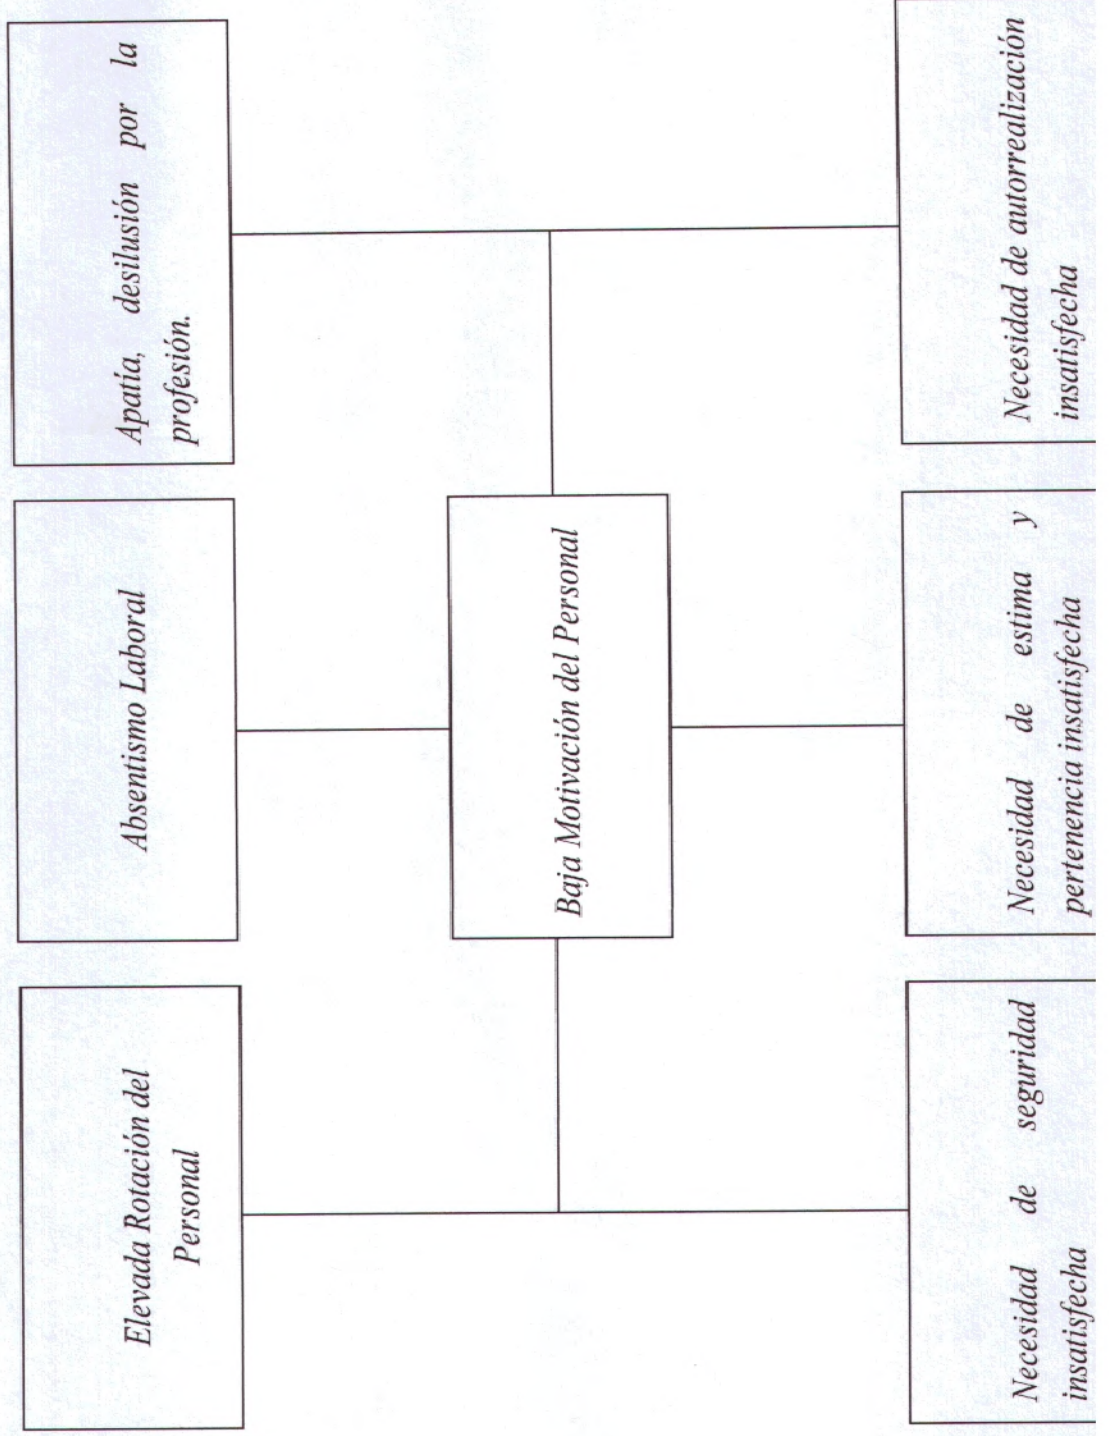 Elevada Rotación del
Personal
Absentismo Laboral
Apatía, desilusión por la
profesión.
Baja Motivación del Personal
Necesidad de seguridad
insatisfecha
Necesidad de estima y
pertenencia insatisfecha
Necesidad de autorrealización
insatisfecha